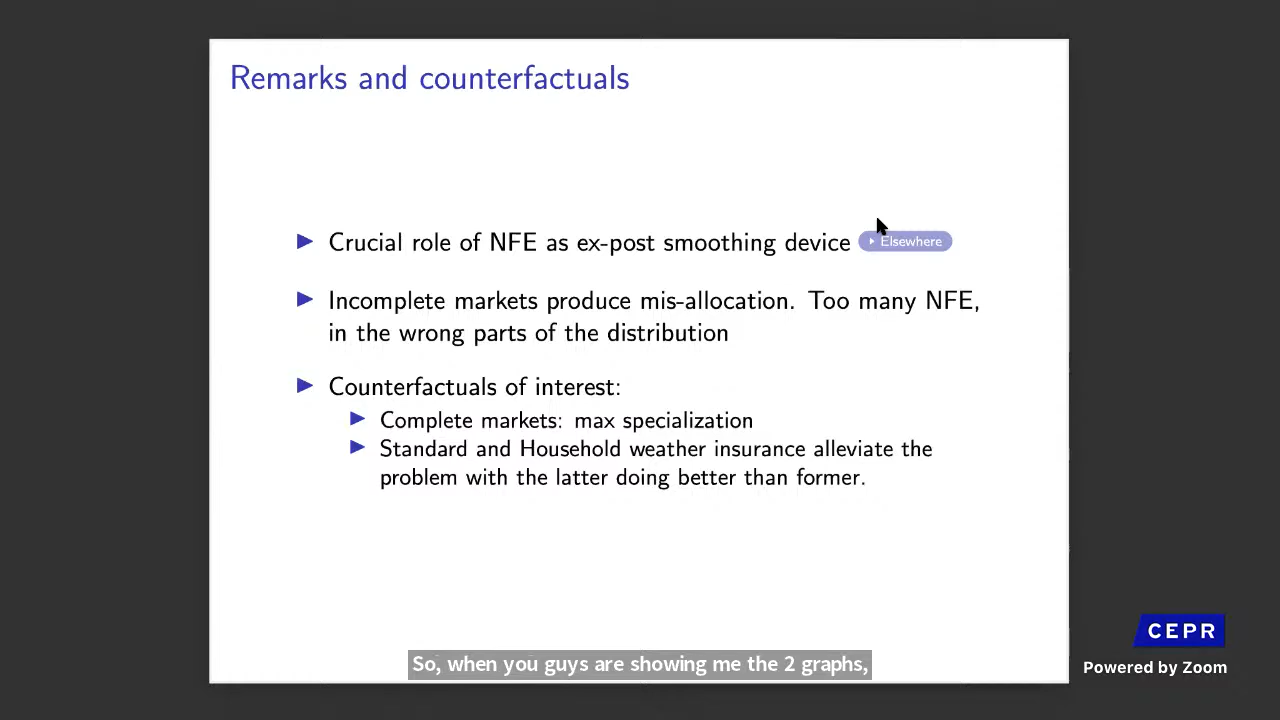 Remarks and counterfactuals
Crucial role of NFE as ex-post smoothing device
Elsewhere
Incomplete markets produce mis-allocation. Too many NFE,
in the wrong parts of the distribution
Counterfactuals of interest:
Complete markets: max specialization
Standard and Household weather insurance alleviate the
problem with the latter doing better than former.
CEPR
So, when you guys are showing me the 2 graphs,
Powered by Zoom